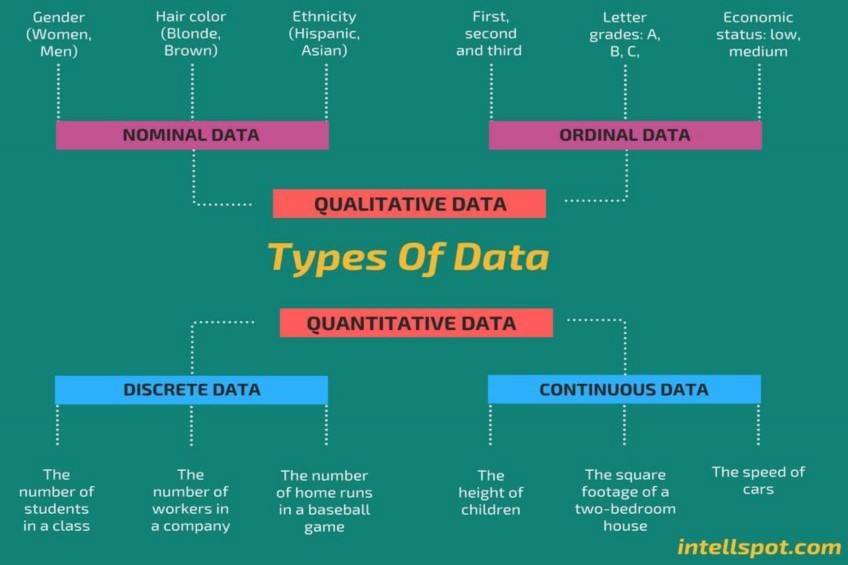 Gender
(Women,
Men)
Hair color
(Blonde,
Brown)
Ethnicity
(Hispanic,
Asian)
First,
second
and third
Letter
grades: A,
B, C,
Economic
status: low,
medium
NOMINAL DATA
ORDINAL DATA
QUALITATIVE DATA
Types Of Data
QUANTITATIVE DATA
DISCRETE DATA
CONTINUOUS DATA
The
number of
students
in a class
The
number of
workers in
a company
The number
of home runs
in a baseball
game
The
height of
children
The square
footage of a
two-bedroom
house
The speed of
cars
intellspot.com